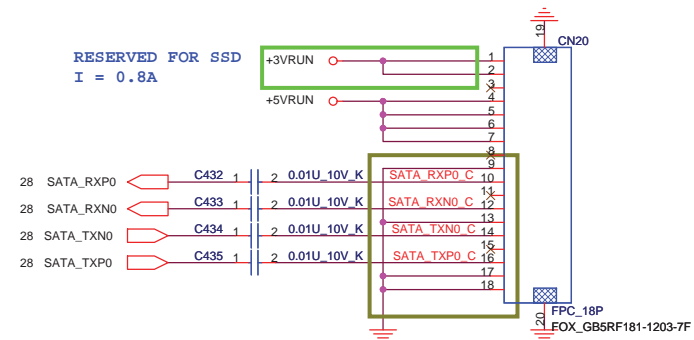 19
CN20
RESERVED FOR SSD
I = 0.8A
+3VRUN
1
2
3
+5VRUN
4
5
6
7
8
9
28 SATA_RXP0 C432 1 2 0.01U_10V_K SATA_RXP0_C 10
11
28 SATA_RXN0 C433 1 2 0.01U_10V_K SATA_RXN0_C 12
13
28 SATA_TXN0 C434 1 2 0.01U_10V_K SATA_TXN0_C 14
15
28 SATA_TXP0 C435 1 2 0.01U_10V_K SATA_TXP0_C 16
17
18
20
FPC_18P
FOX_GB5RF181-1203-7F